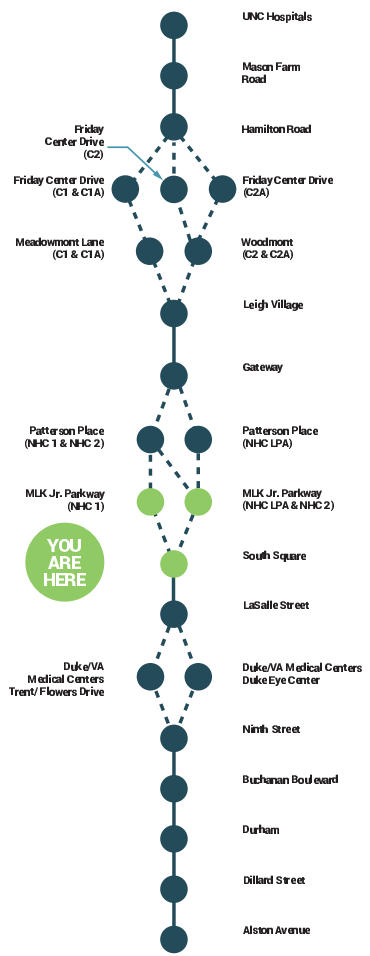 UNC Hospitals
Mason Farm
Road
Hamilton Road
Friday
Center Drive
(C2)
Friday Center Drive
(C1 & C1A)
Friday Center Drive
(C2A)
Meadowmont Lane
(C1 & C1A)
Woodmont
(C2 & C2A)
Leigh Village
Gateway
Patterson Place
(NHC 1 & NHC 2)
Patterson Place
(NHC LPA)
MLK Jr. Parkway
(NHC 1)
MLK Jr. Parkway
(NHC LPA & NHC 2)
YOU
ARE
HERE
South Square
LaSalle Street
Duke/VA
Medical Centers
Trent/ Flowers Drive
Duke/VA Medical Centers
Duke Eye Center
Ninth Street
Buchanan Boulevard
Durham
Dillard Street
Alston Avenue